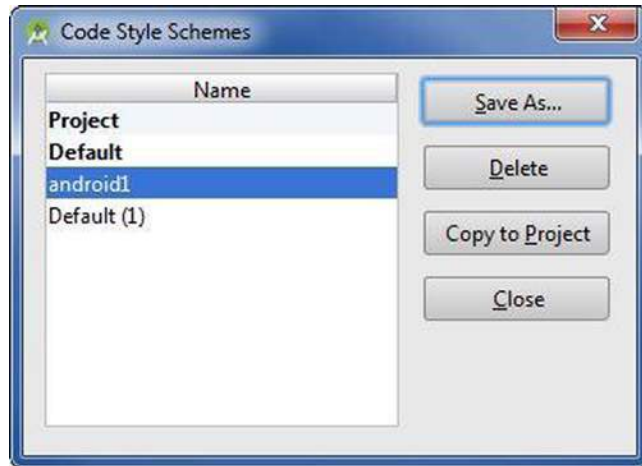 Code Style Schemes
Name
Project
Default
android1
Default (1)
Save As...
Delete
Copy to Project
Close